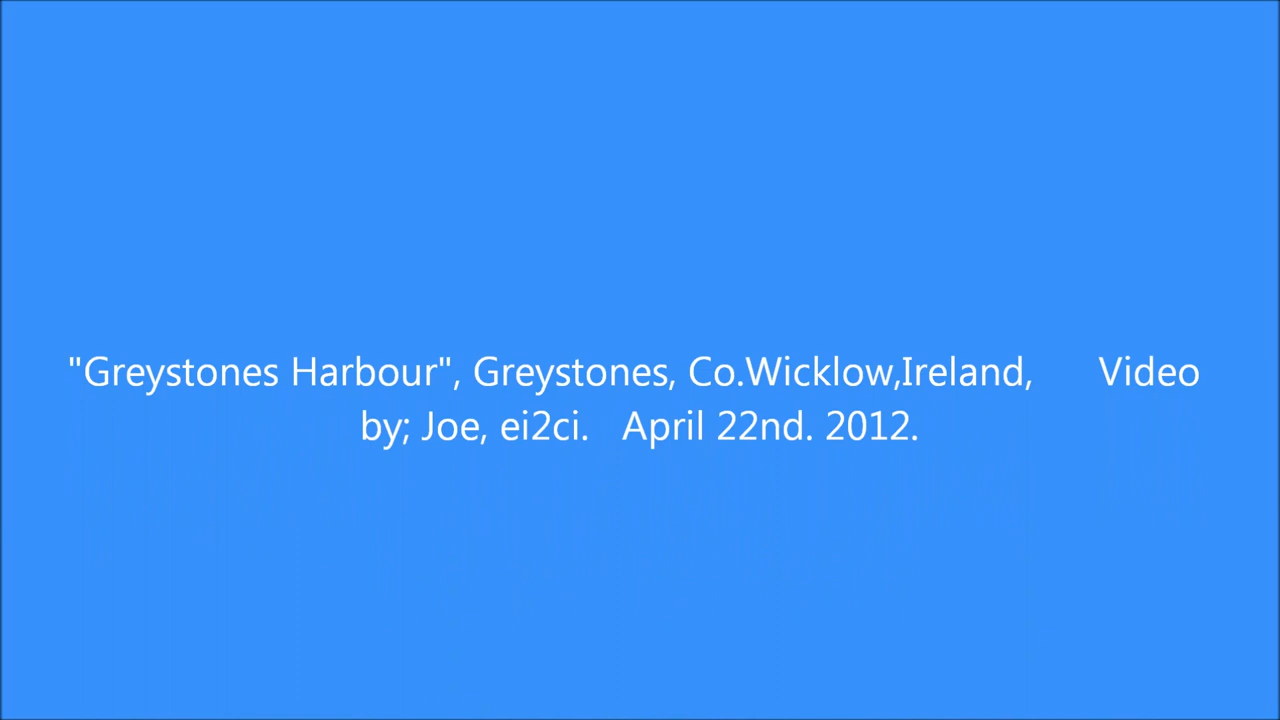 "Greystones Harbour", Greystones, Co.Wicklow,Ireland,      Video
by; Joe, ei2ci.   April 22nd. 2012.